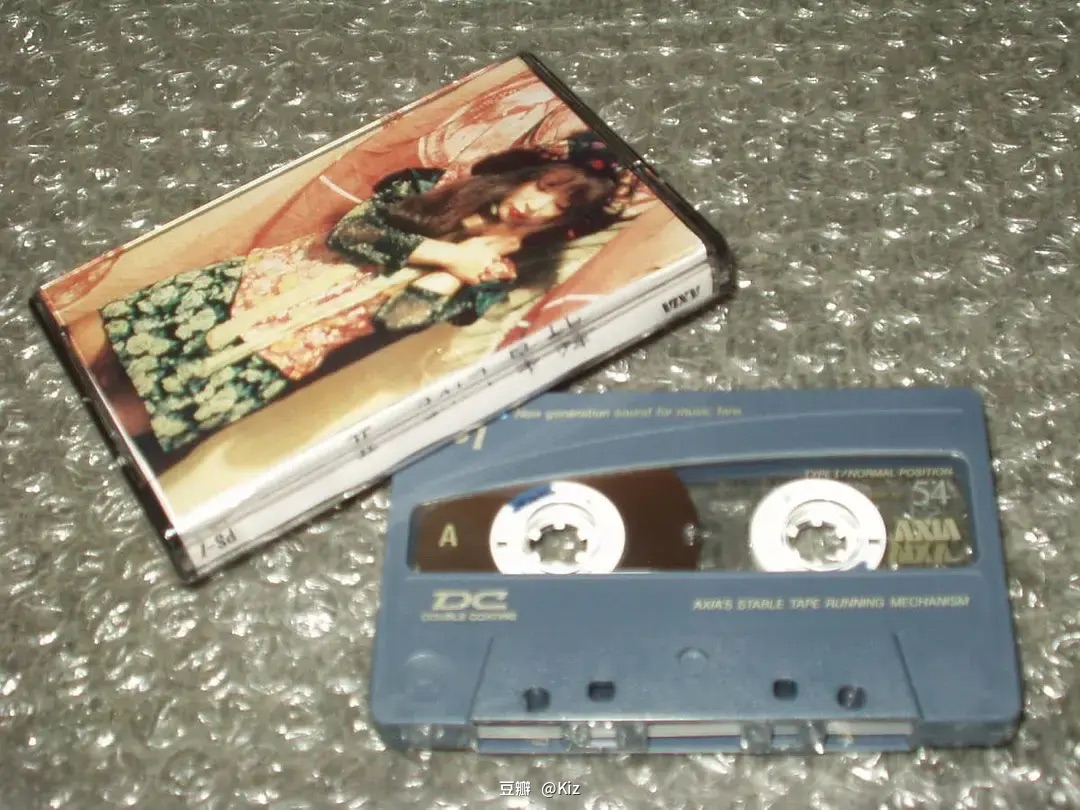 AXIA
PS-1
New generation sound for music fans
TYPE I/NORMAL POSITION
54
A
AXIA
DC
DOUBLE COATING
AXIA'S STABLE TAPE RUNNING MECHANISM
豆瓣 @Kiz